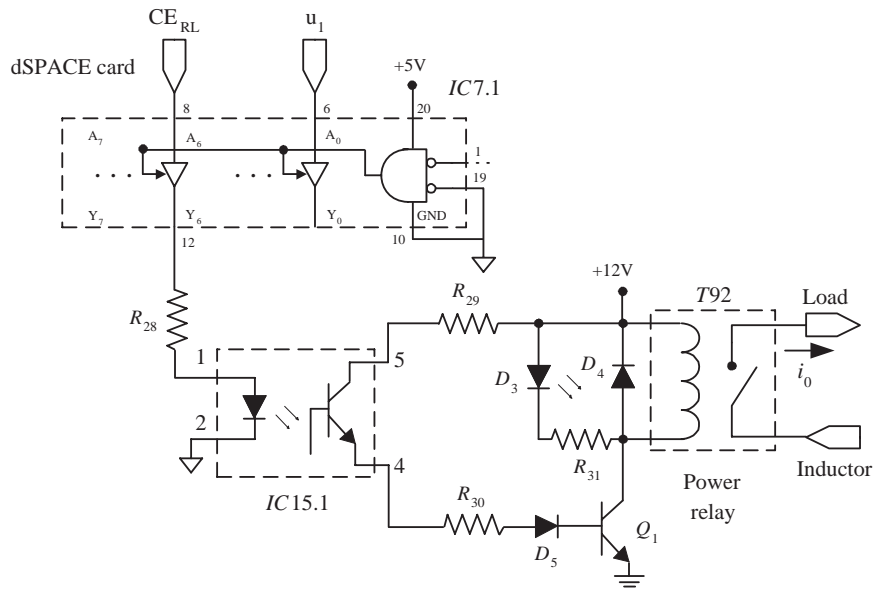 CE_RL u_1
dSPACE card
+5V IC7.1
8 6 20
A_7 A_6 A_0 1
. . . . . . . .
19
Y_7 Y_6 Y_0 GND
12 10
+12V
R_28 R_29 T92 Load
1 5 D_3 D_4 i_0
2 4 R_31 Inductor
IC15.1 R_30 Power
relay
D_5 Q_1